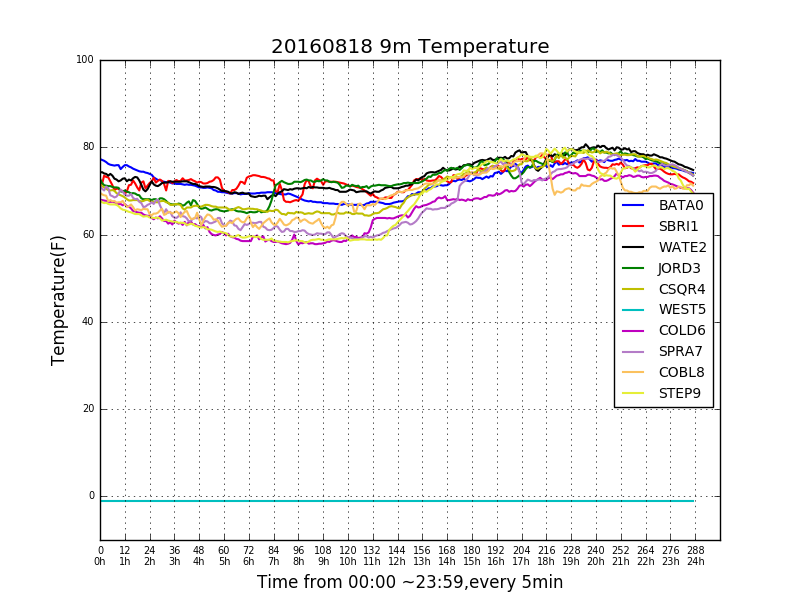 20160818 9m Temperature
100
80
60
40
20
0
Temperature(F)
BATA0
SBRI1
WATE2
JORD3
CSQR4
WEST5
COLD6
SPRA7
COBL8
STEP9
0 12 24 36 48 60 72 84 96 108 120 132 144 156 168 180 192 204 216 228 240 252 264 276 288
0h 1h 2h 3h 4h 5h 6h 7h 8h 9h 10h 11h 12h 13h 14h 15h 16h 17h 18h 19h 20h 21h 22h 23h 24h
Time from 00:00 ~23:59,every 5min